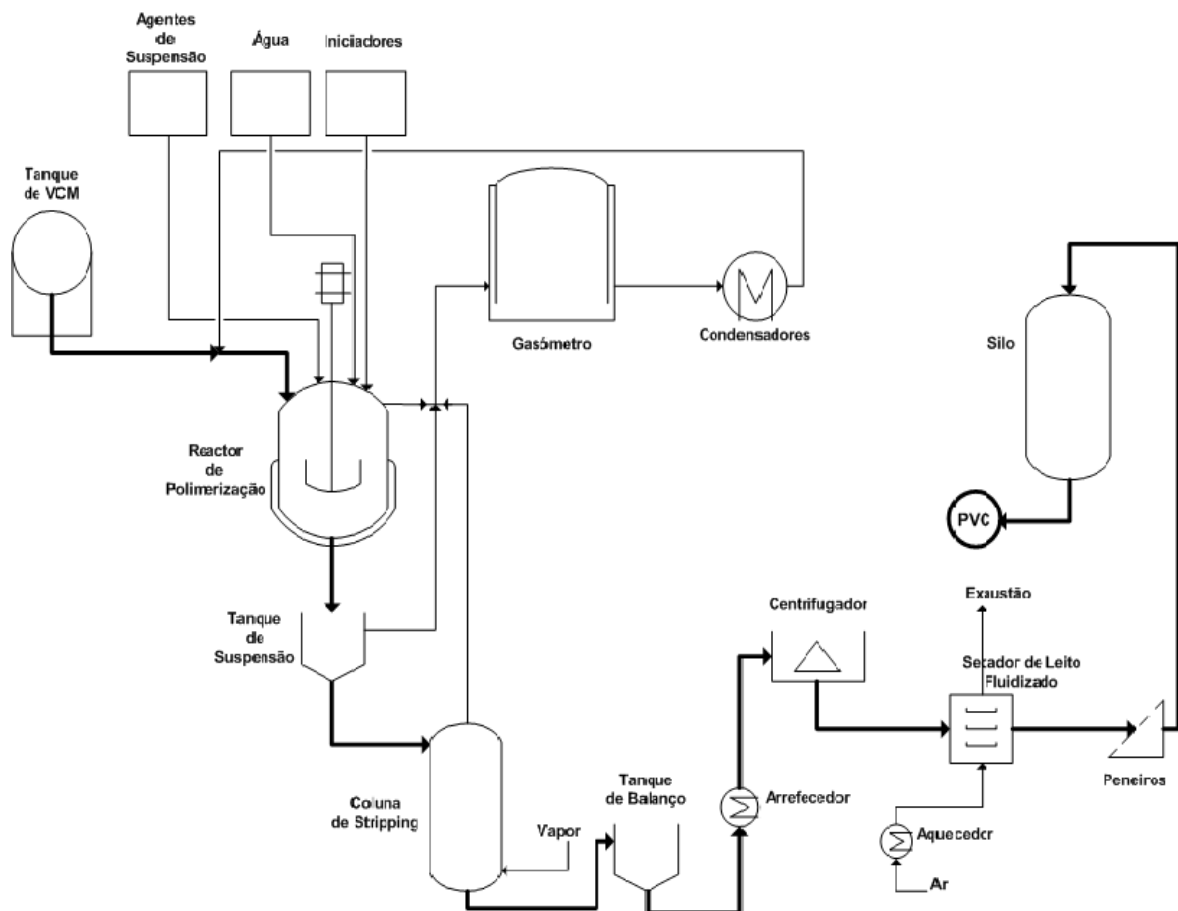 Agentes
de
Suspensão
Água
Iniciadores
Tanque
de VCM
Gasómetro
Condensadores
Silo
Reactor
de
Polimerização
PVC
Exaustão
Centrifugador
Tanque
de
Suspensão
Secador de Leito
Fluidizado
Tanque
de Balanço
Arrefecedor
Peneiros
Coluna
de Stripping
Vapor
Aquecedor
Ar